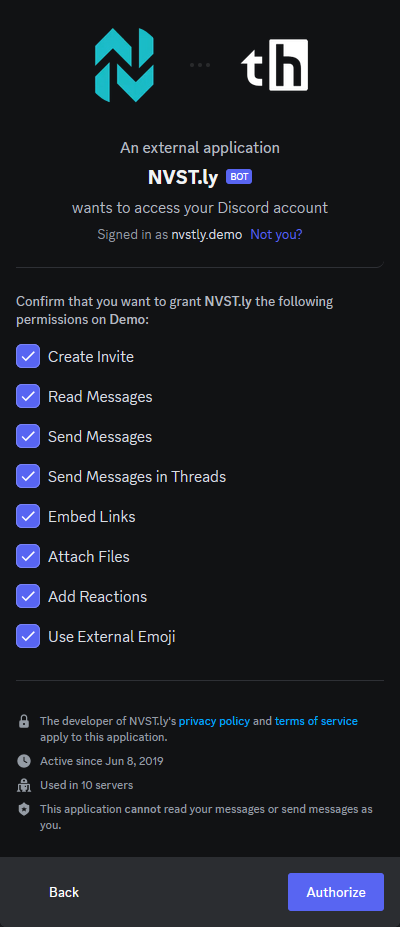 th
An external application
NVST.ly BOT
wants to access your Discord account
Signed in as nvstly.demo Not you?
Confirm that you want to grant NVST.ly the following
permissions on Demo:
Create Invite
Read Messages
Send Messages
Send Messages in Threads
Embed Links
Attach Files
Add Reactions
Use External Emoji
The developer of NVST.ly's privacy policy and terms of service
apply to this application.
Active since Jun 8, 2019
Used in 10 servers
This application cannot read your messages or send messages as
you.
Back
Authorize